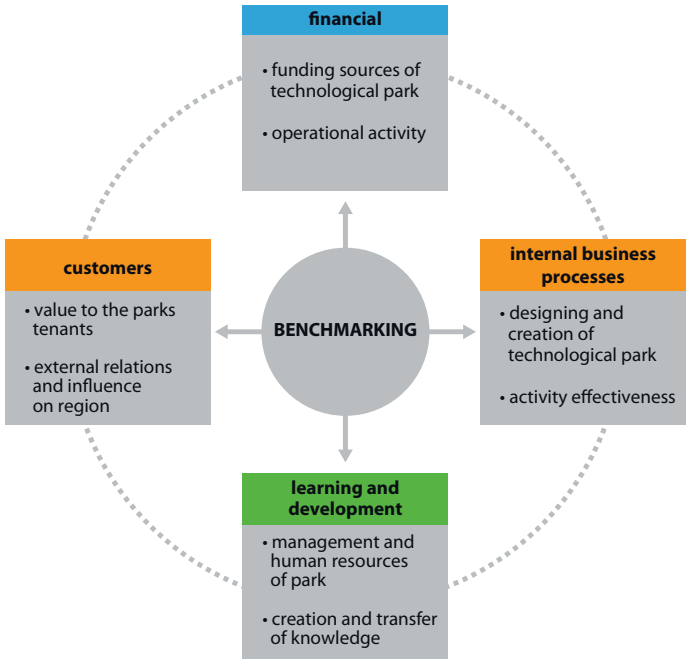 financial
• funding sources of
technological park
• operational activity
customers
• value to the parks
tenants
• external relations
and influence
on region
BENCHMARKING
internal business
processes
• designing and
creation of
technological park
• activity effectiveness
learning and
development
• management and
human resources
of park
• creation and transfer
of knowledge